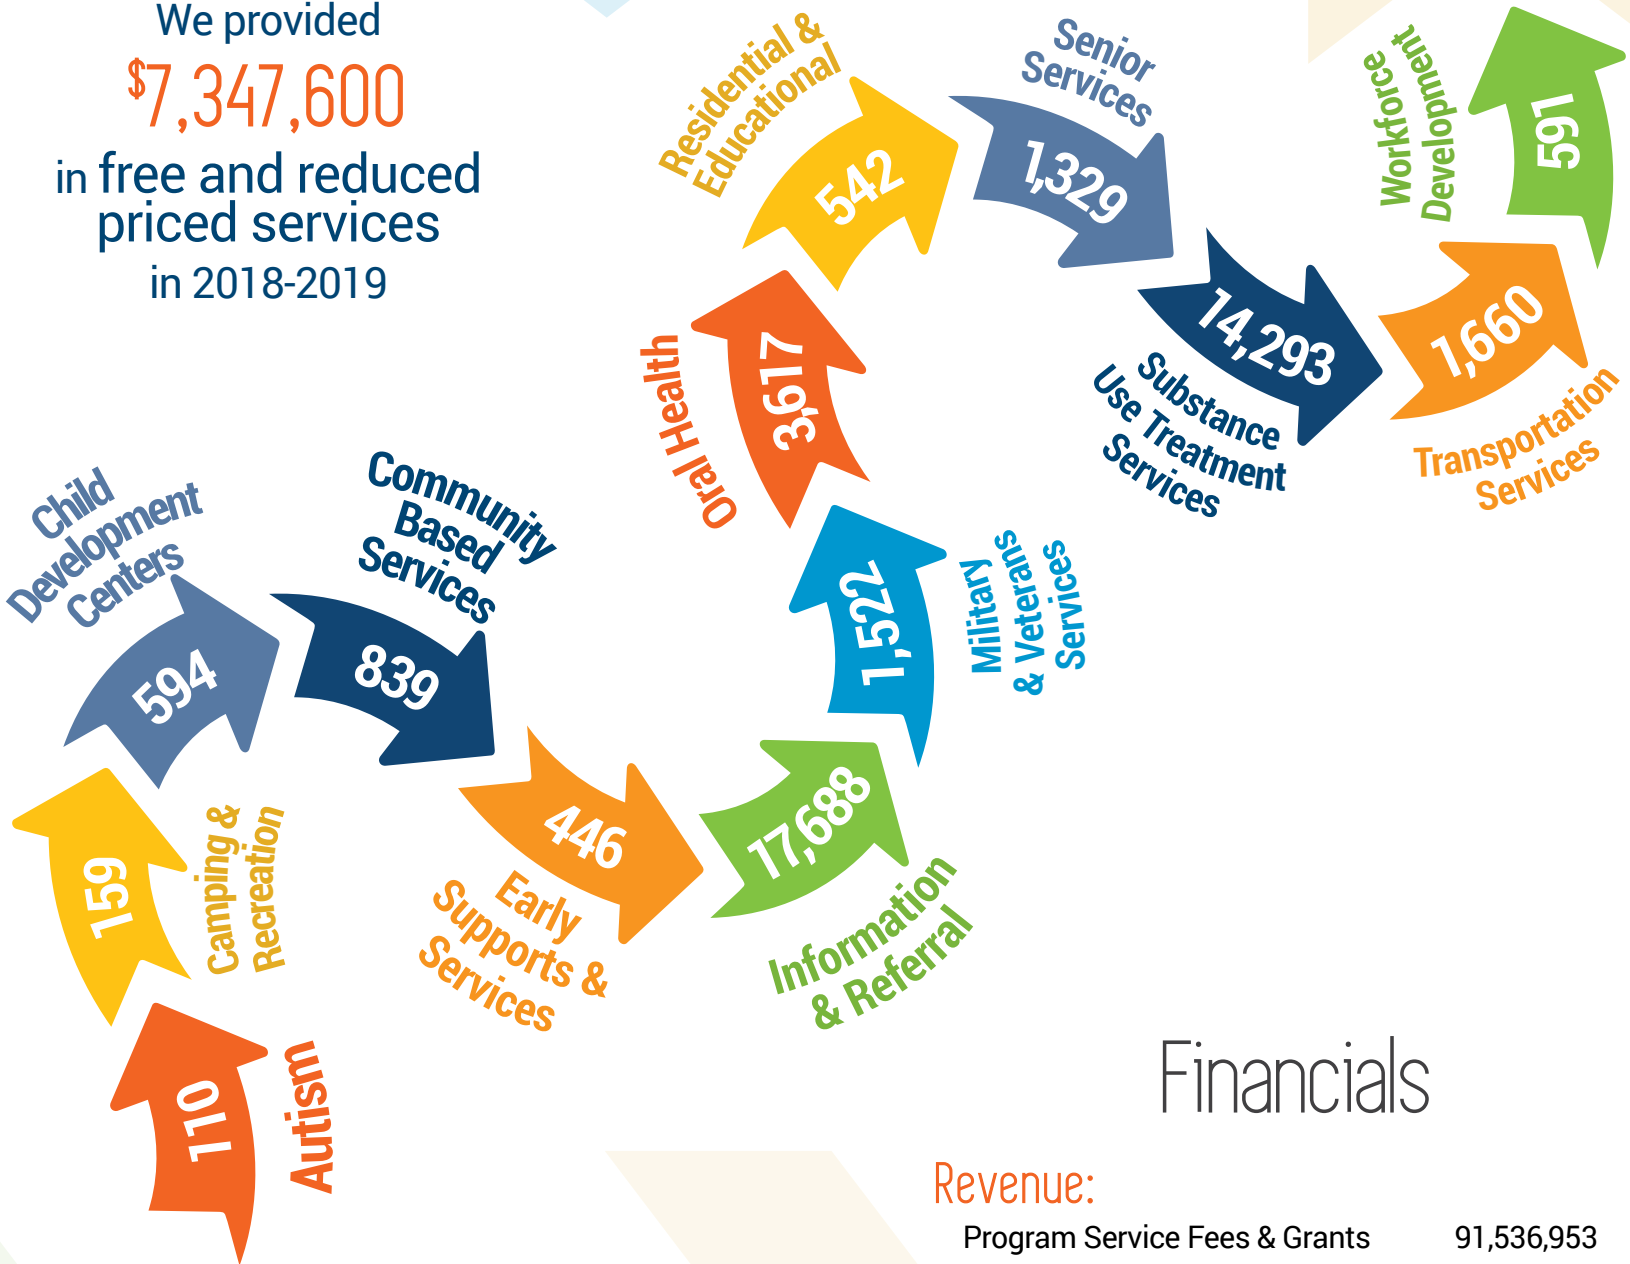 We provided
$7,347,600
in free and reduced
priced services
in 2018-2019
Residential &
Educational
542
Senior
Services
1,329
Workforce
Development
591
14,293
Substance
Use Treatment
Services
1,660
Transportation
Services
Oral Health
3,617
1,522
Military
& Veterans
Services
Child
Development
Centers
594
Community
Based
Services
839
446
Early
Supports &
Services
17,688
Information
& Referral
159
Camping &
Recreation
110
Autism
Financials
Revenue:
Program Service Fees & Grants 91,536,953